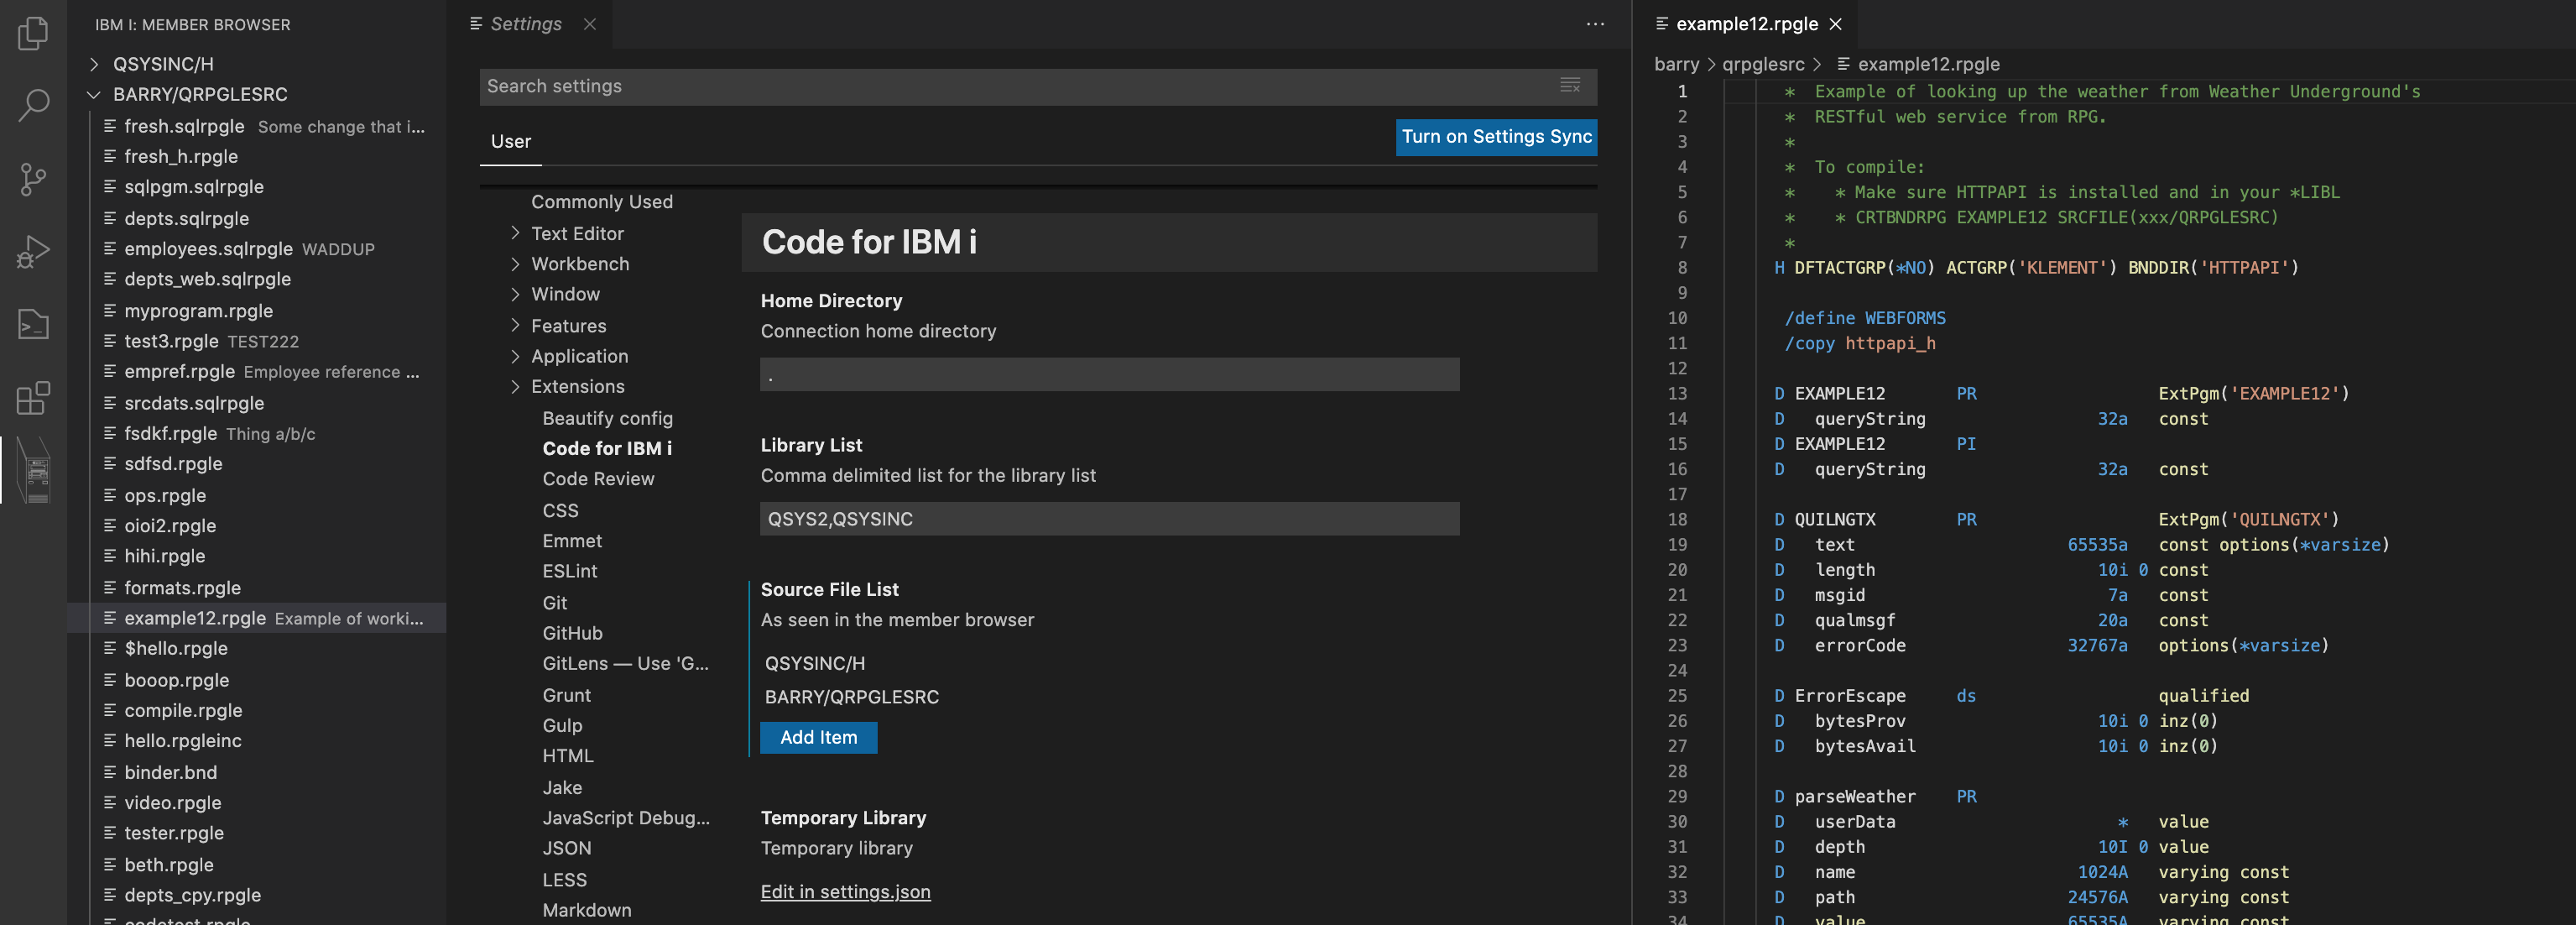 IBM I: MEMBER BROWSER
QSYSINC/H
BARRY/QRPGLESRC
fresh.sqlrpgle Some change that i...
fresh_h.rpgle
sqlpgm.sqlrpgle
depts.sqlrpgle
employees.sqlrpgle WADDUP
depts_web.sqlrpgle
myprogram.rpgle
test3.rpgle TEST222
empref.rpgle Employee reference ...
srcdats.sqlrpgle
fsdkf.rpgle Thing a/b/c
sdfsd.rpgle
ops.rpgle
oioi2.rpgle
hihi.rpgle
formats.rpgle
example12.rpgle Example of worki...
$hello.rpgle
booop.rpgle
compile.rpgle
hello.rpgleinc
binder.bnd
video.rpgle
tester.rpgle
beth.rpgle
depts_cpy.rpgle
Settings
Search settings
User
Turn on Settings Sync
Commonly Used
Text Editor
Workbench
Window
Features
Application
Extensions
Beautify config
Code for IBM i
Code Review
CSS
Emmet
ESLint
Git
GitHub
GitLens — Use 'G...
Grunt
Gulp
HTML
Jake
JavaScript Debug...
JSON
LESS
Markdown
Code for IBM i
Home Directory
Connection home directory
.
Library List
Comma delimited list for the library list
QSYS2,QSYSINC
Source File List
As seen in the member browser
QSYSINC/H
BARRY/QRPGLESRC
Add Item
Temporary Library
Temporary library
Edit in settings.json
example12.rpgle
barry > qrpglesrc > example12.rpgle
1 * Example of looking up the weather from Weather Underground's
2 * RESTful web service from RPG.
3 *
4 * To compile:
5 * * Make sure HTTPAPI is installed and in your *LIBL
6 * * CRTBNDRPG EXAMPLE12 SRCFILE(xxx/QRPGLESRC)
7 *
8 H DFTACTGRP(*NO) ACTGRP('KLEMENT') BNDDIR('HTTPAPI')
9
10 /define WEBFORMS
11 /copy httpapi_h
12
13 D EXAMPLE12 PR ExtPgm('EXAMPLE12')
14 D queryString 32a const
15 D EXAMPLE12 PI
16 D queryString 32a const
17
18 D QUILNGTX PR ExtPgm('QUILNGTX')
19 D text 65535a const options(*varsize)
20 D length 10i 0 const
21 D msgid 7a const
22 D qualmsgf 20a const
23 D errorCode 32767a options(*varsize)
24
25 D ErrorEscape ds qualified
26 D bytesProv 10i 0 inz(0)
27 D bytesAvail 10i 0 inz(0)
28
29 D parseWeather PR
30 D userData * value
31 D depth 10I 0 value
32 D name 1024A varying const
33 D path 24576A varying const
34 D value 65535A varying const